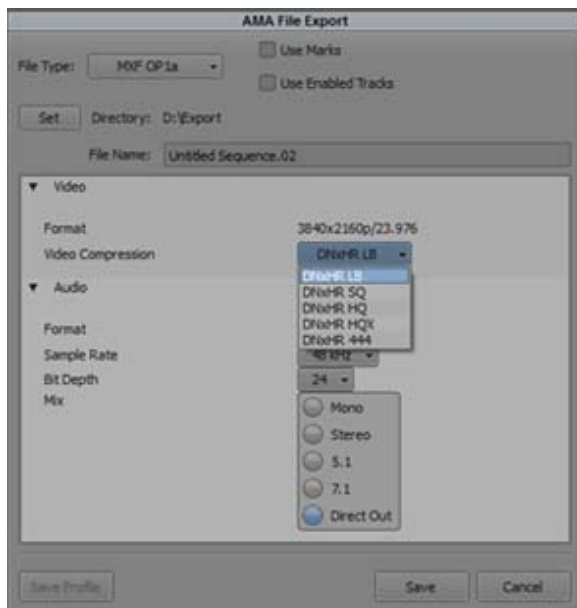 AMA File Export
File Type: MXF OP1a
Use Marks
Use Enabled Tracks
Set Directory: D:\Export
File Name: Untitled Sequence.02
Video
Format 3840x2160p/23.976
Video Compression DNxHR LB
DNxHR LB
DNxHR SQ
DNxHR HQ
DNxHR HQX
DNxHR 444
Audio
Format
Sample Rate 48 kHz
Bit Depth 24
Mix
Mono
Stereo
5.1
7.1
Direct Out
Save Profile Save Cancel